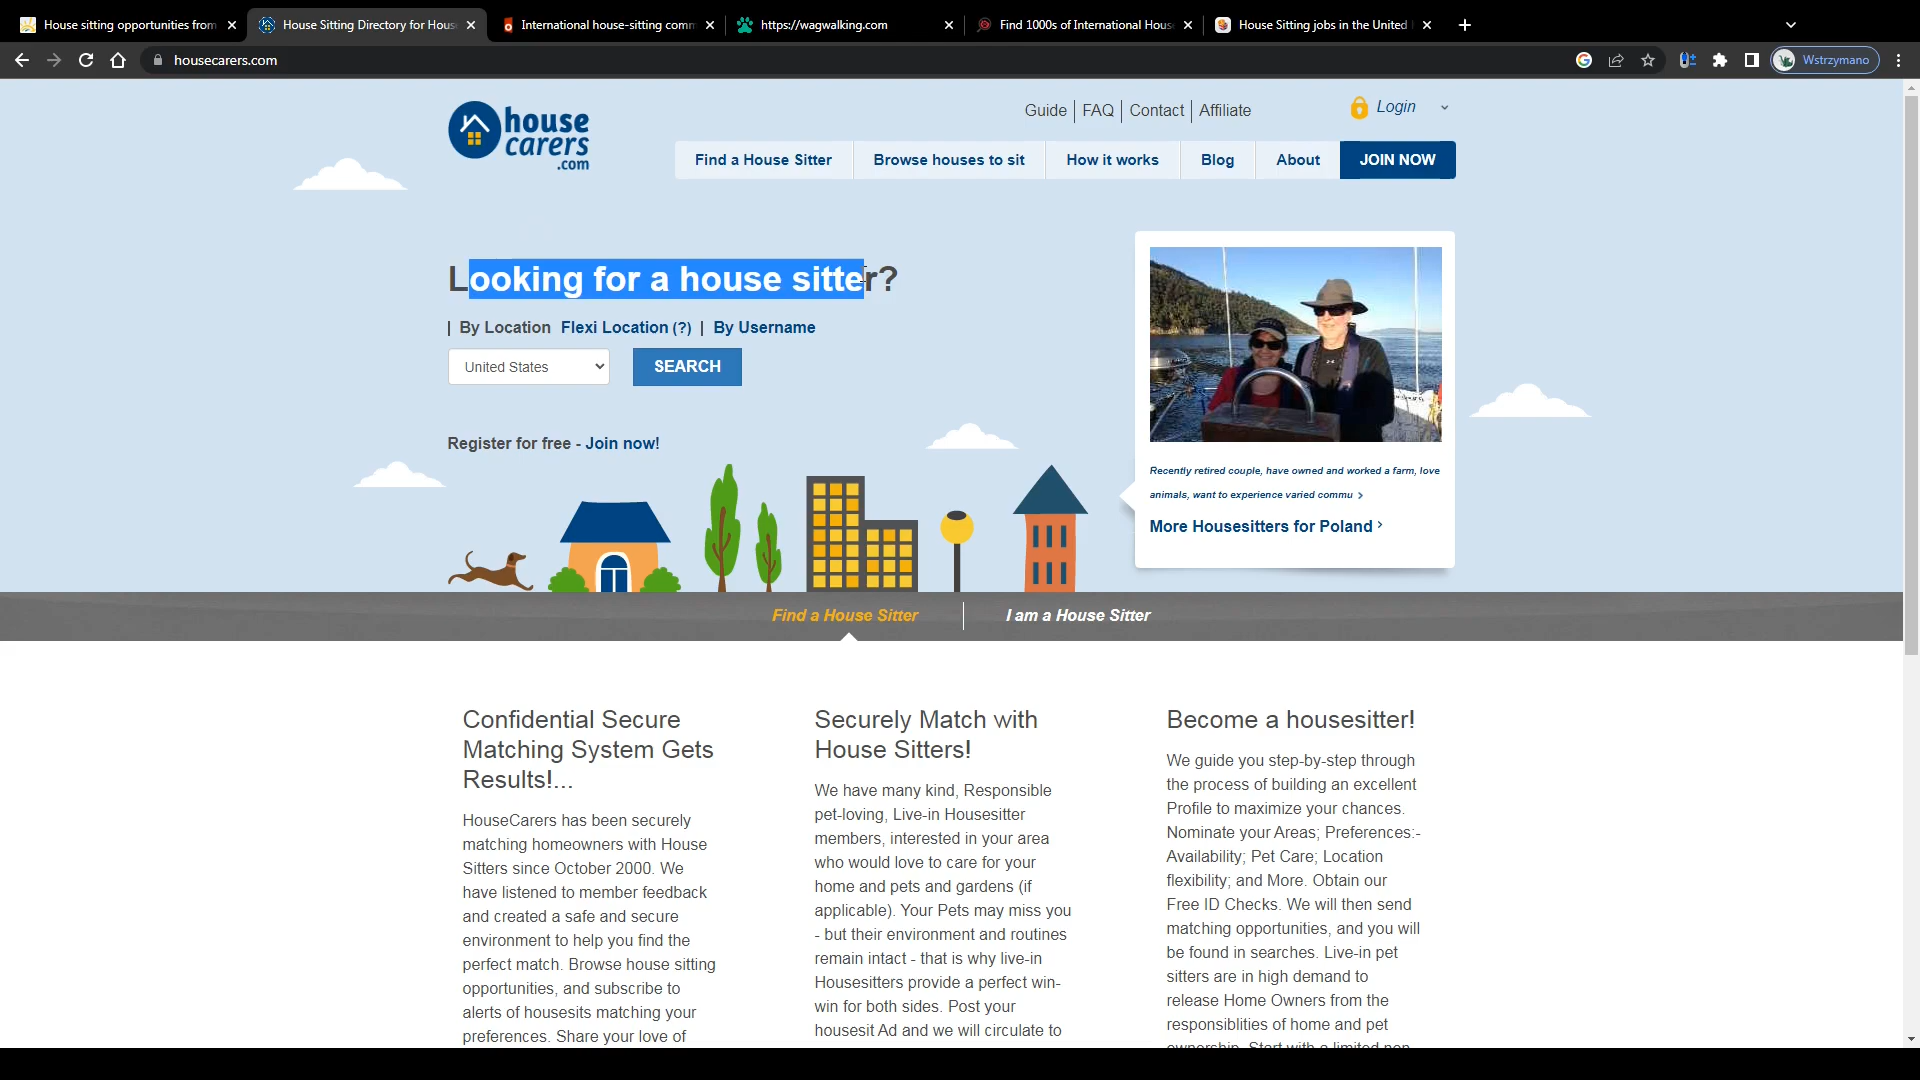 House sitting opportunities from
House Sitting Directory for Hous
International house-sitting comm
https://wagwalking.com
Find 1000s of International Hous
House Sitting jobs in the United
housecarers.com
Wstrzymano
house
carers
.com
Guide
FAQ
Contact
Affiliate
Login
Find a House Sitter
Browse houses to sit
How it works
Blog
About
JOIN NOW
Looking for a house sitter?
| By Location Flexi Location (?) | By Username
United States
SEARCH
Register for free - Join now!
Recently retired couple, have owned and worked a farm, love
animals, want to experience varied commu >
More Housesitters for Poland >
Find a House Sitter
I am a House Sitter
Confidential Secure
Matching System Gets
Results!...
HouseCarers has been securely
matching homeowners with House
Sitters since October 2000. We
have listened to member feedback
and created a safe and secure
environment to help you find the
perfect match. Browse house sitting
opportunities, and subscribe to
alerts of housesits matching your
preferences. Share your love of
Securely Match with
House Sitters!
We have many kind, Responsible
pet-loving, Live-in Housesitter
members, interested in your area
who would love to care for your
home and pets and gardens (if
applicable). Your Pets may miss you
- but their environment and routines
remain intact - that is why live-in
Housesitters provide a perfect win-
win for both sides. Post your
housesit Ad and we will circulate to
Become a housesitter!
We guide you step-by-step through
the process of building an excellent
Profile to maximize your chances.
Nominate your Areas; Preferences:-
Availability; Pet Care; Location
flexibility; and More. Obtain our
Free ID Checks. We will then send
matching opportunities, and you will
be found in searches. Live-in pet
sitters are in high demand to
release Home Owners from the
responsiblities of home and pet
ownership. Start with a limited non